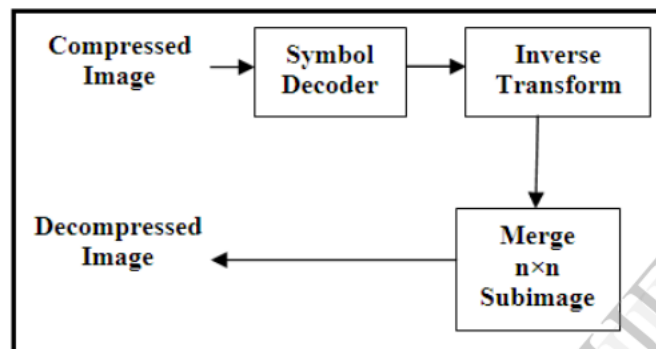 Compressed
Image
Symbol
Decoder
Inverse
Transform
Decompressed
Image
Merge
n×n
Subimage